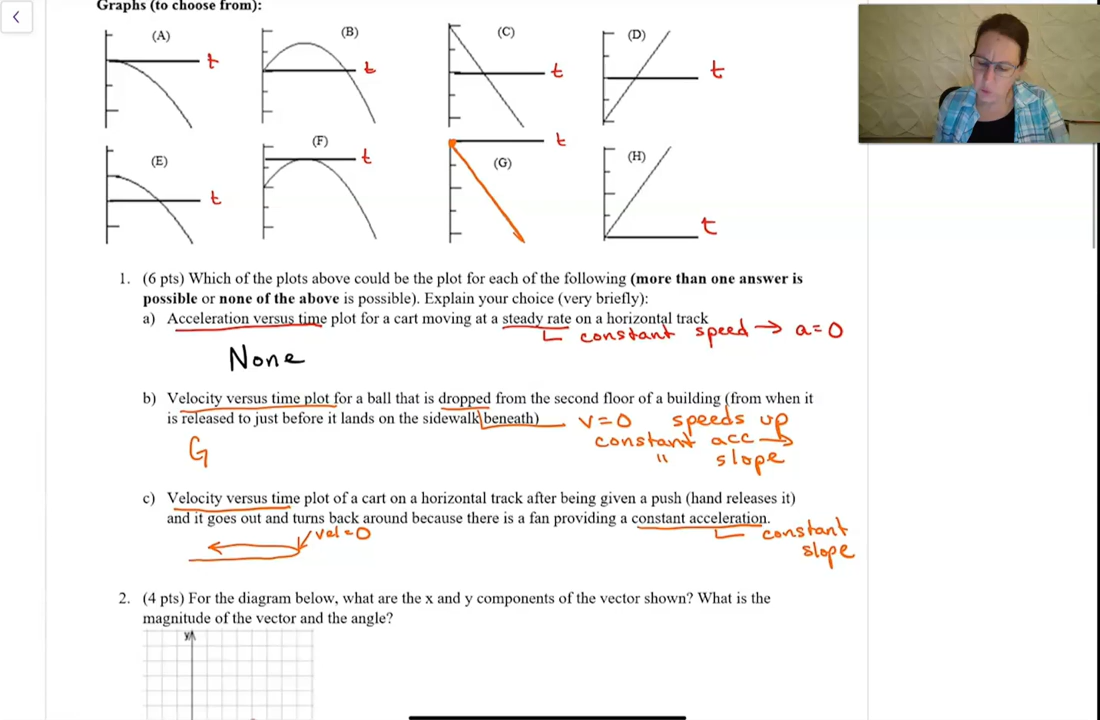 Graphs (to choose from):
(A) (B) (C) (D)
t t t t
(E) (F) (G) (H)
t t t t
1. (6 pts) Which of the plots above could be the plot for each of the following (more than one answer is
possible or none of the above is possible). Explain your choice (very briefly):
a) Acceleration versus time plot for a cart moving at a steady rate on a horizontal track
constant speed → a=0
None
b) Velocity versus time plot for a ball that is dropped from the second floor of a building (from when it
is released to just before it lands on the sidewalk beneath)
v=0 speeds up
constant acc →
G
" slope
c) Velocity versus time plot of a cart on a horizontal track after being given a push (hand releases it)
and it goes out and turns back around because there is a fan providing a constant acceleration.
vel=0
constant
slope
2. (4 pts) For the diagram below, what are the x and y components of the vector shown? What is the
magnitude of the vector and the angle?
y